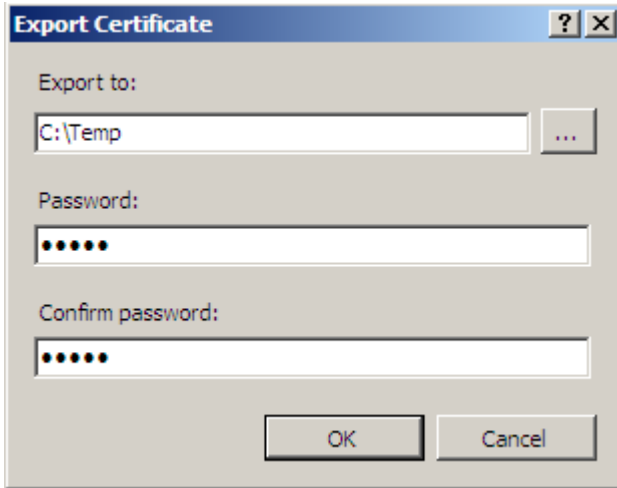 Export Certificate
Export to:
C:\Temp
...
Password:
•••••
Confirm password:
•••••
OK Cancel